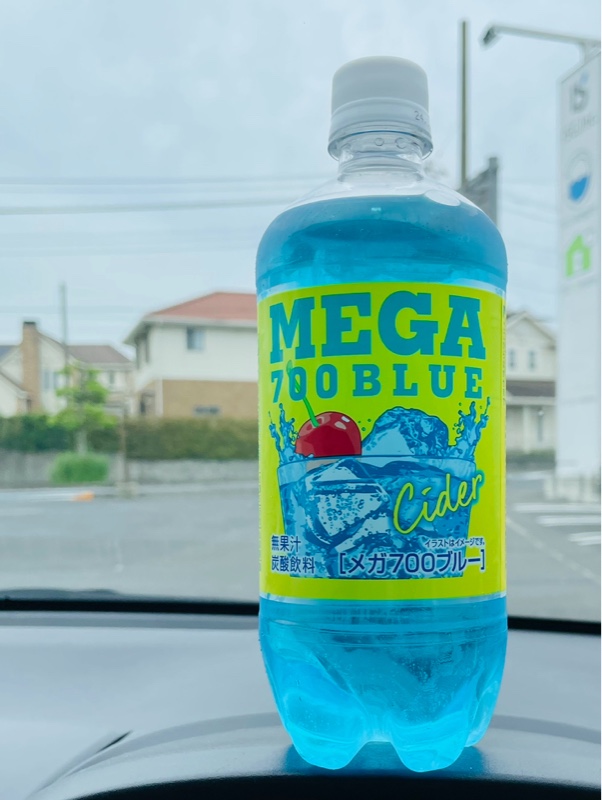 MEGA
700 BLUE
Cider
イラストはイメージです。
無果汁
炭酸飲料
[メガ700ブルー]